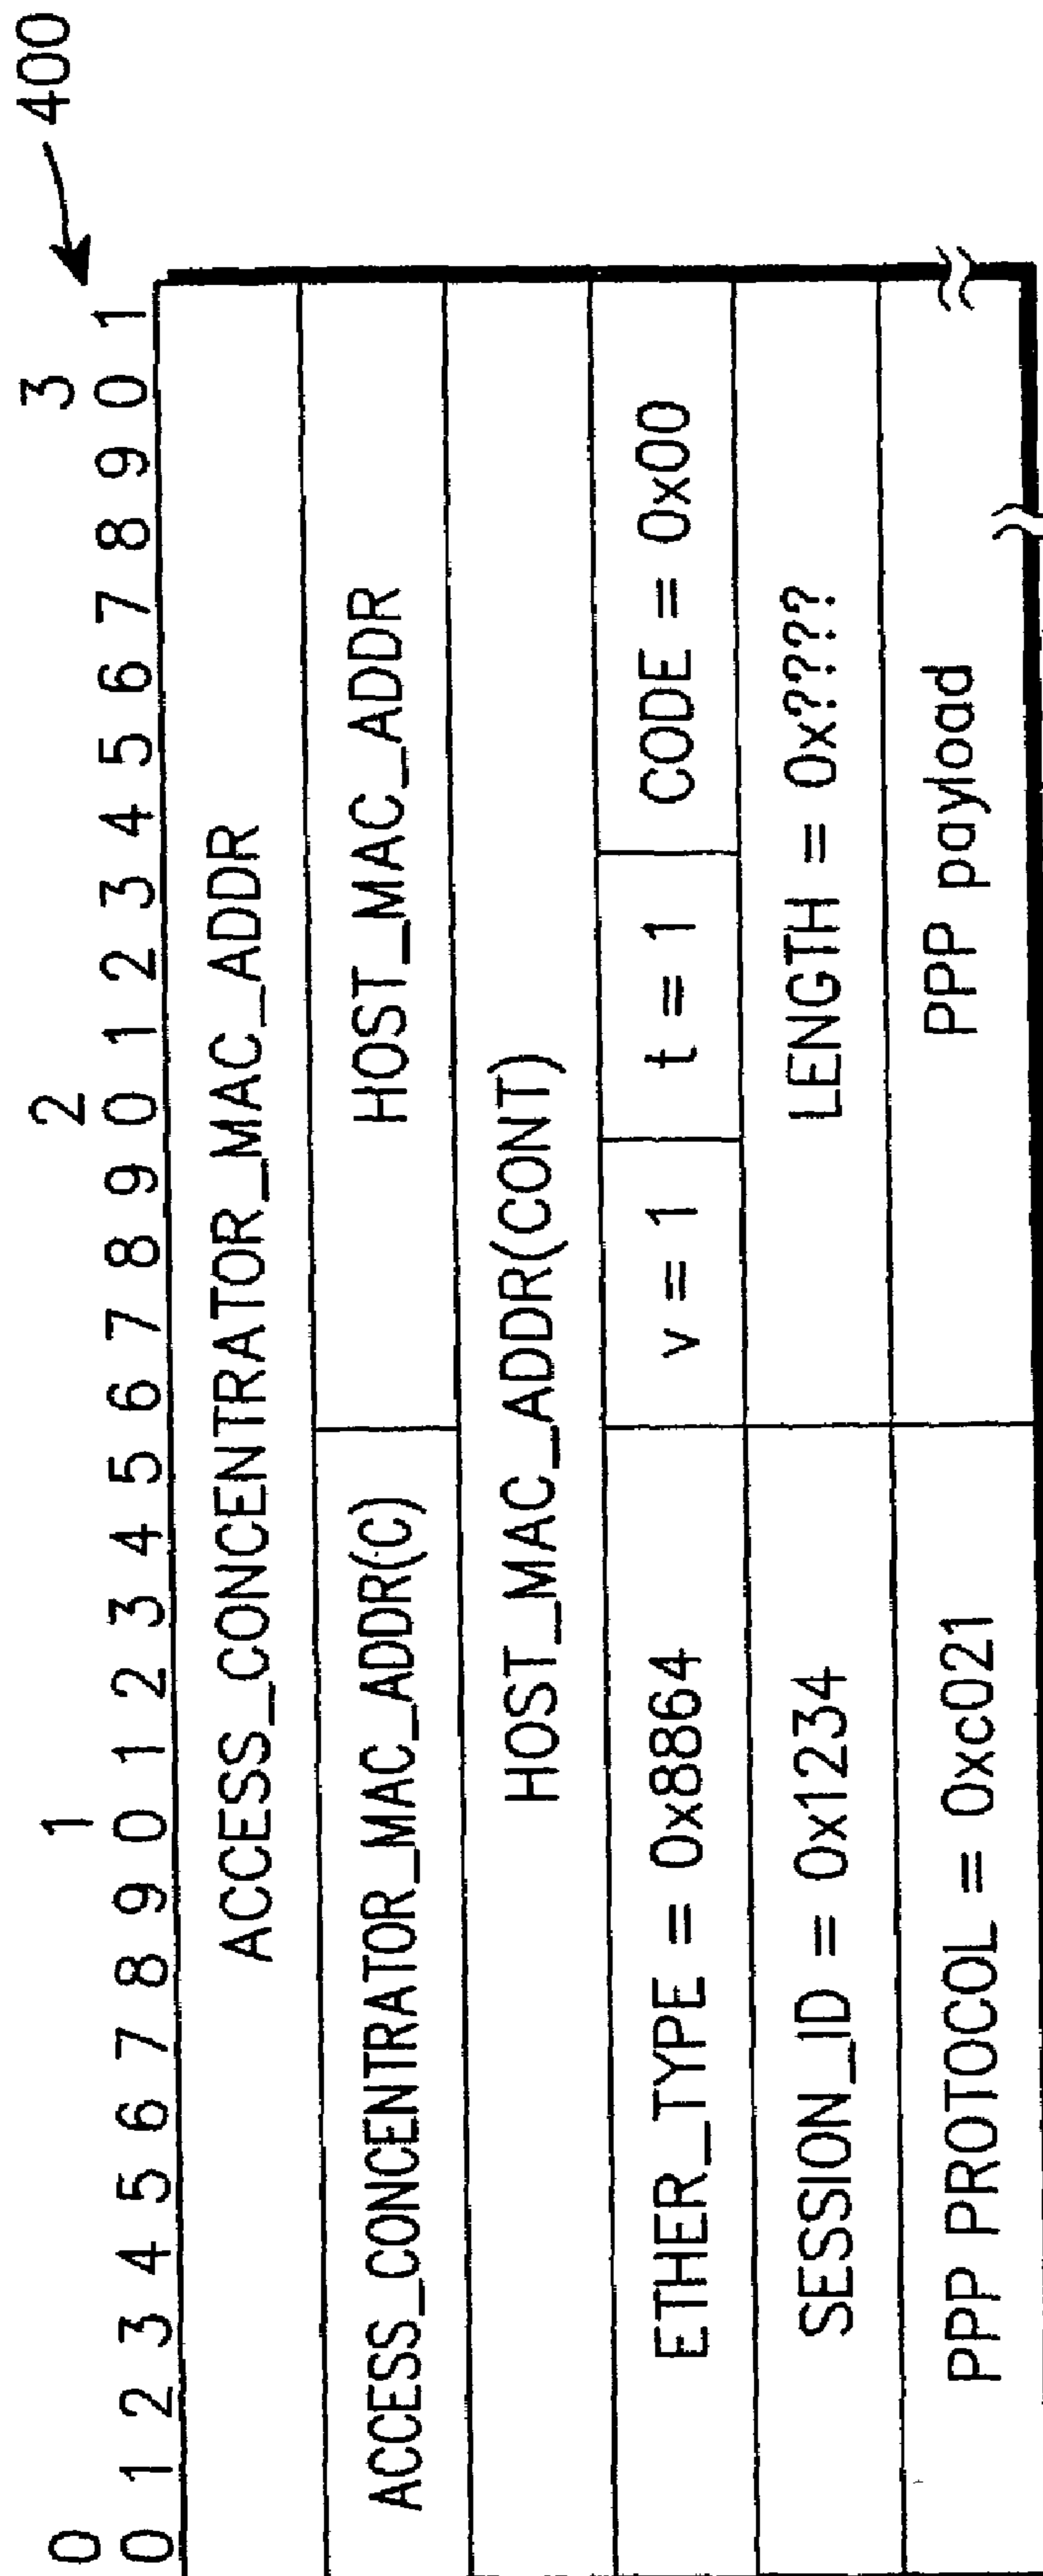 400
0 1 2 3
0 1 2 3 4 5 6 7 8 9 0 1 2 3 4 5 6 7 8 9 0 1 2 3 4 5 6 7 8 9 0 1
ACCESS_CONCENTRATOR_MAC_ADDR
ACCESS_CONCENTRATOR_MAC_ADDR(C) HOST_MAC_ADDR
HOST_MAC_ADDR(CONT)
ETHER_TYPE = 0x8864 v = 1 t = 1 CODE = 0x00
SESSION_ID = 0x1234 LENGTH = 0x????
PPP PROTOCOL = 0xc021 PPP payload